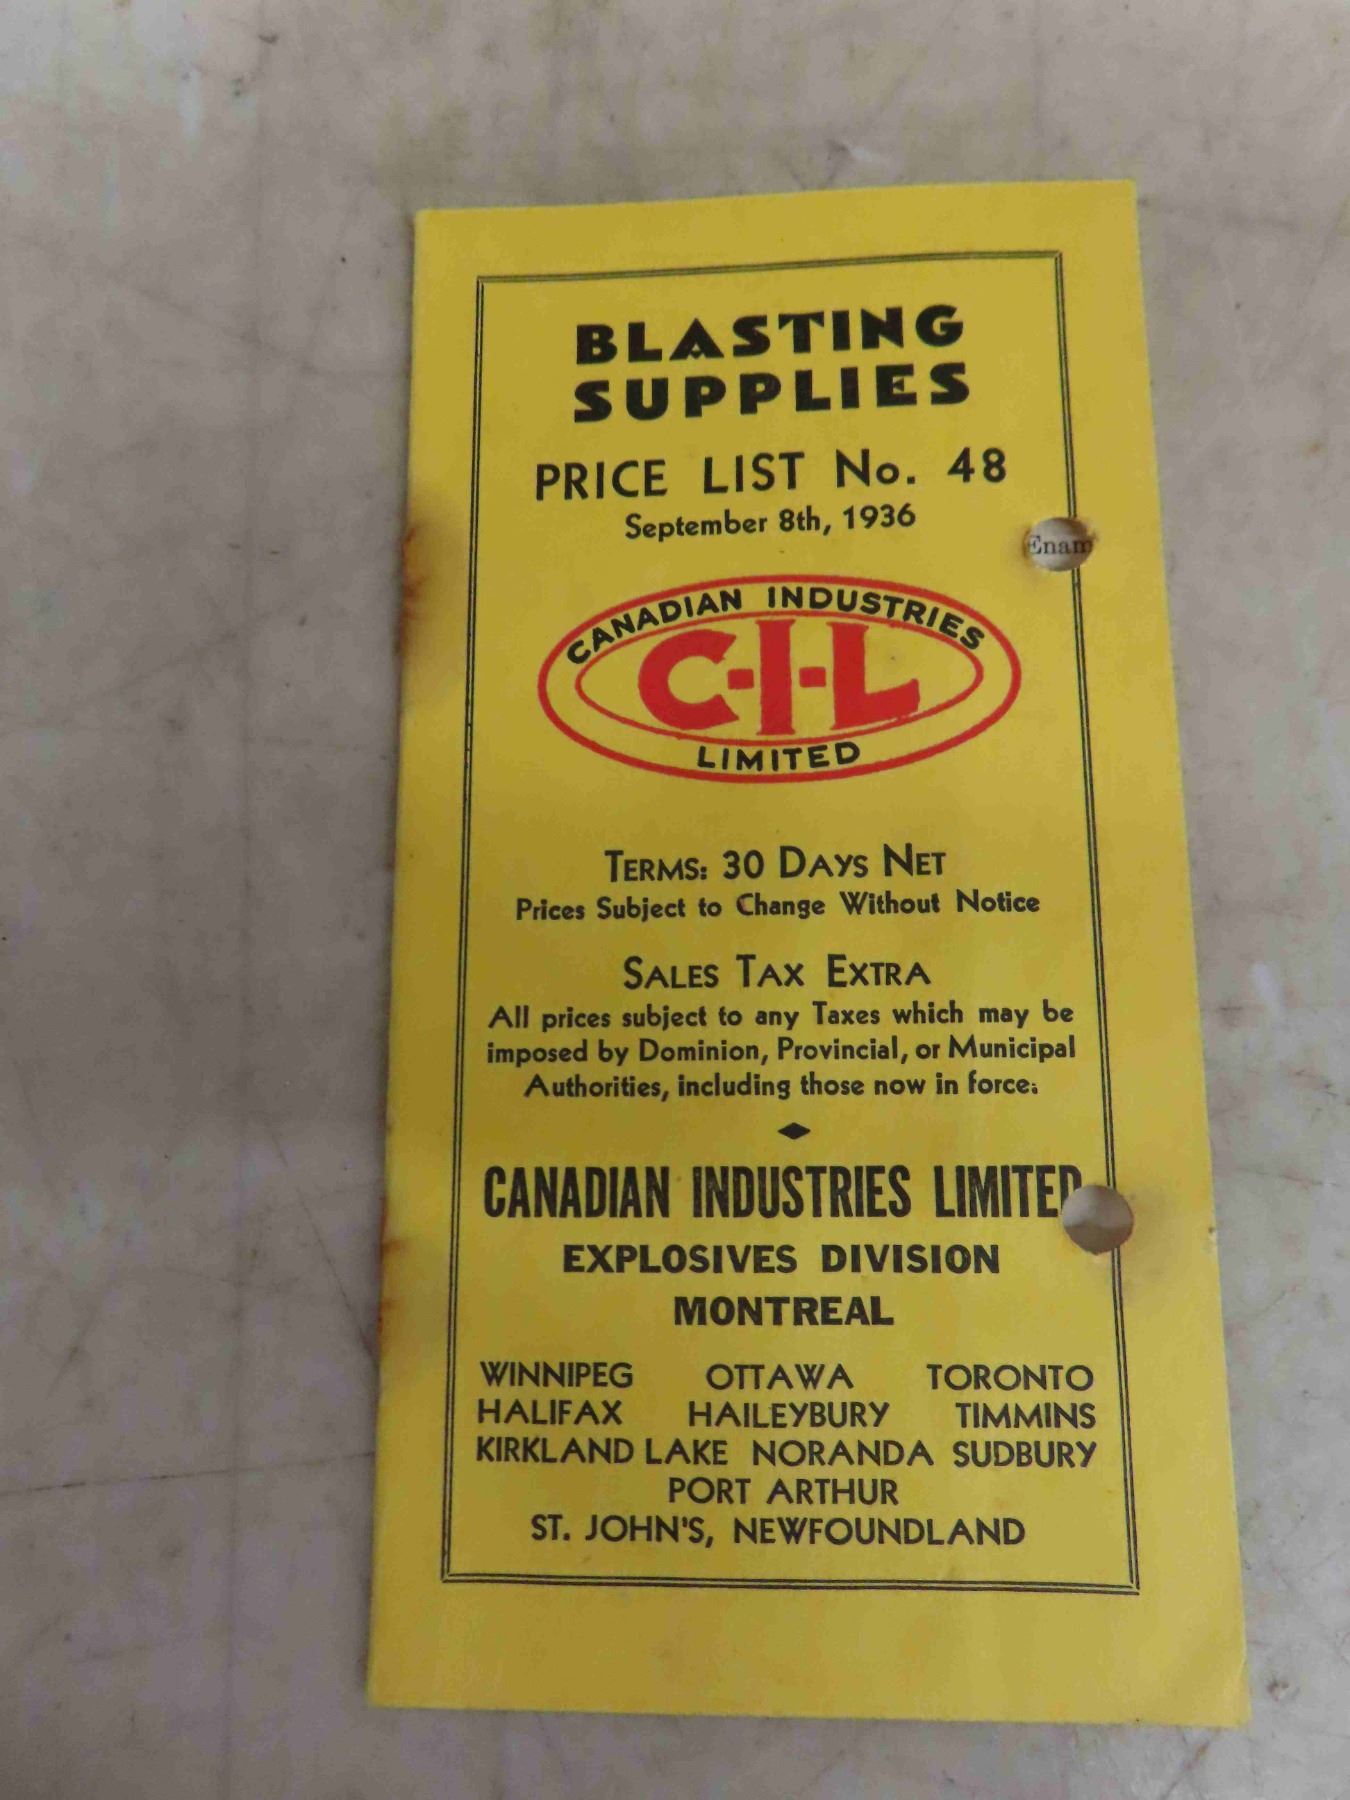 BLASTING
SUPPLIES
PRICE LIST No. 48
September 8th, 1936
Enam
CANADIAN INDUSTRIES
C-I-L
LIMITED
TERMS: 30 DAYS NET
Prices Subject to Change Without Notice
SALES TAX EXTRA
All prices subject to any Taxes which may be
imposed by Dominion, Provincial, or Municipal
Authorities, including those now in force.
CANADIAN INDUSTRIES LIMITED
EXPLOSIVES DIVISION
MONTREAL
WINNIPEG OTTAWA TORONTO
HALIFAX HAILEYBURY TIMMINS
KIRKLAND LAKE NORANDA SUDBURY
PORT ARTHUR
ST. JOHN'S, NEWFOUNDLAND